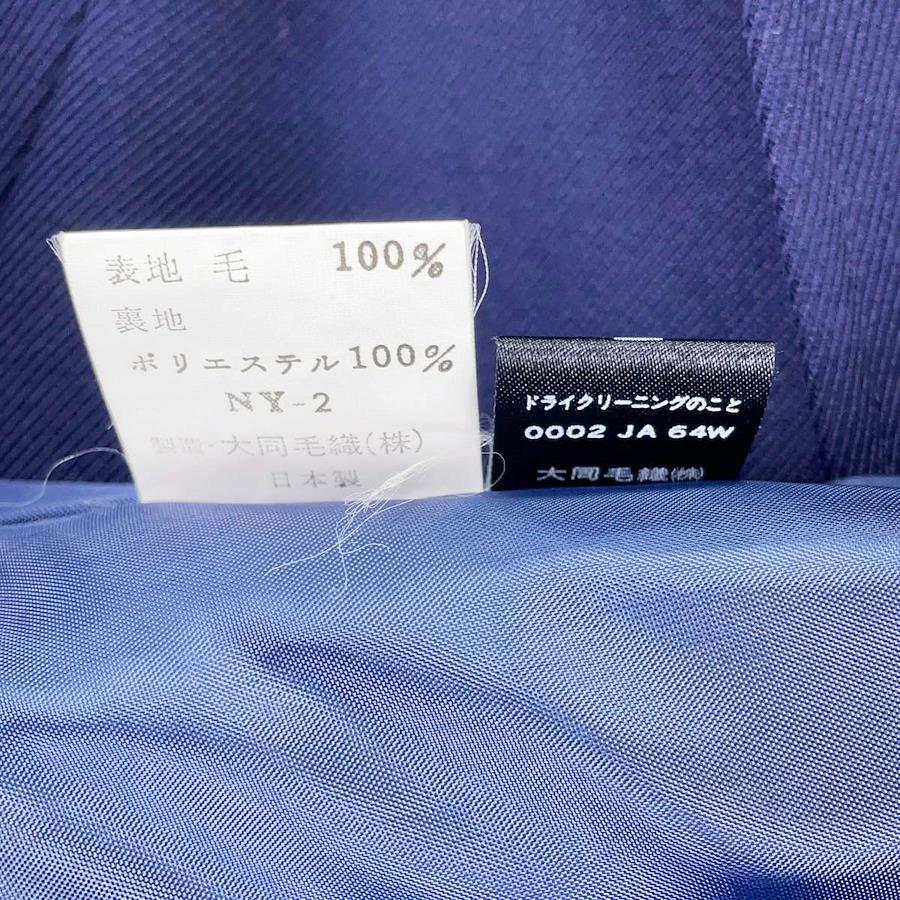 表地 毛 100%
裏地
ポリエステル100%
NY-2
製造・大同毛織(株)
日本製
ドライクリーニングのこと
0002 JA 64W
大同毛織(株)